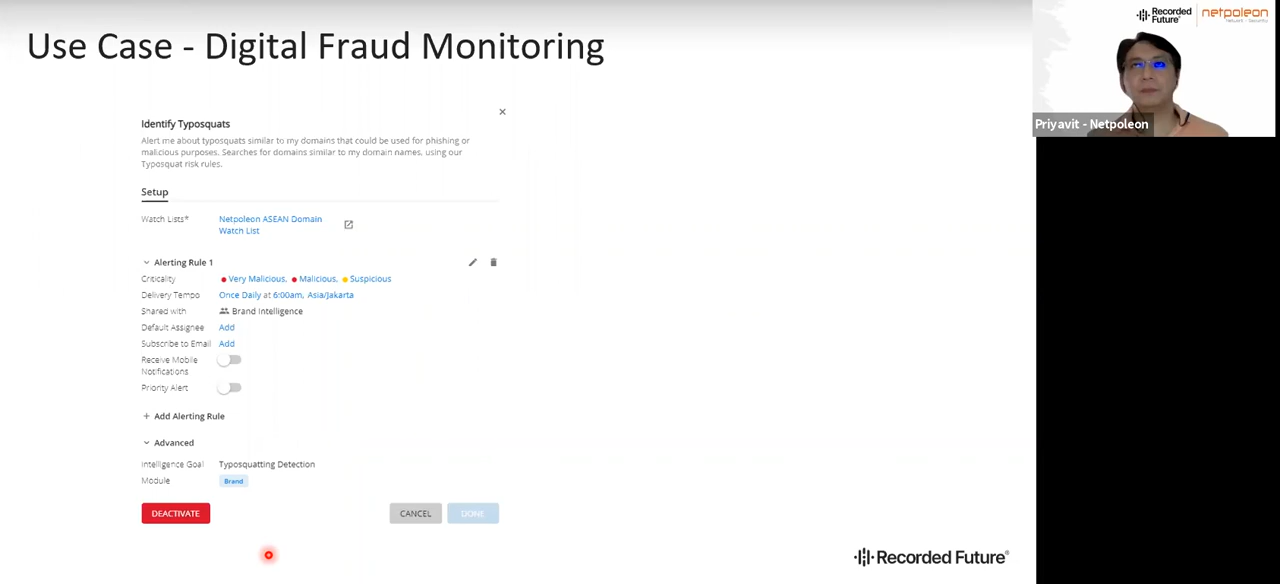 Use Case - Digital Fraud Monitoring
Recorded Future®
netpoleon
Priyavit - Netpoleon
Identify Typosquats
Alert me about typosquats similar to my domains that could be used for phishing or
malicious purposes. Searches for domains similar to my domain names, using our
Typosquat risk rules.
Setup
Watch Lists* Netpoleon ASEAN Domain
Watch List
Alerting Rule 1
Criticality Very Malicious, Malicious, Suspicious
Delivery Tempo Once Daily at 6:00am, Asia/Jakarta
Shared with Brand Intelligence
Default Assignee Add
Subscribe to Email Add
Receive Mobile
Notifications
Priority Alert
+ Add Alerting Rule
Advanced
Intelligence Goal Typosquatting Detection
Module Brand
DEACTIVATE CANCEL DONE
Recorded Future®